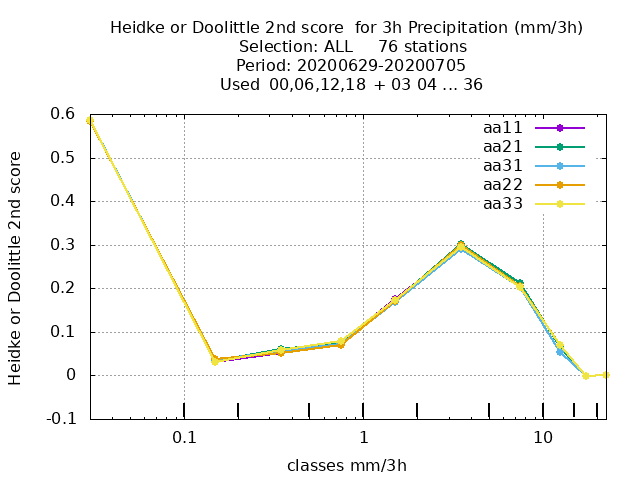 Heidke or Doolittle 2nd score  for 3h Precipitation (mm/3h)
Selection: ALL     76 stations
Period: 20200629-20200705
Used  00,06,12,18  + 03 04 ... 36
aa11
aa21
aa31
aa22
aa33
0.6
0.5
0.4
0.3
0.2
0.1
0
-0.1
Heidke or Doolittle 2nd score
0.1
1
10
classes mm/3h